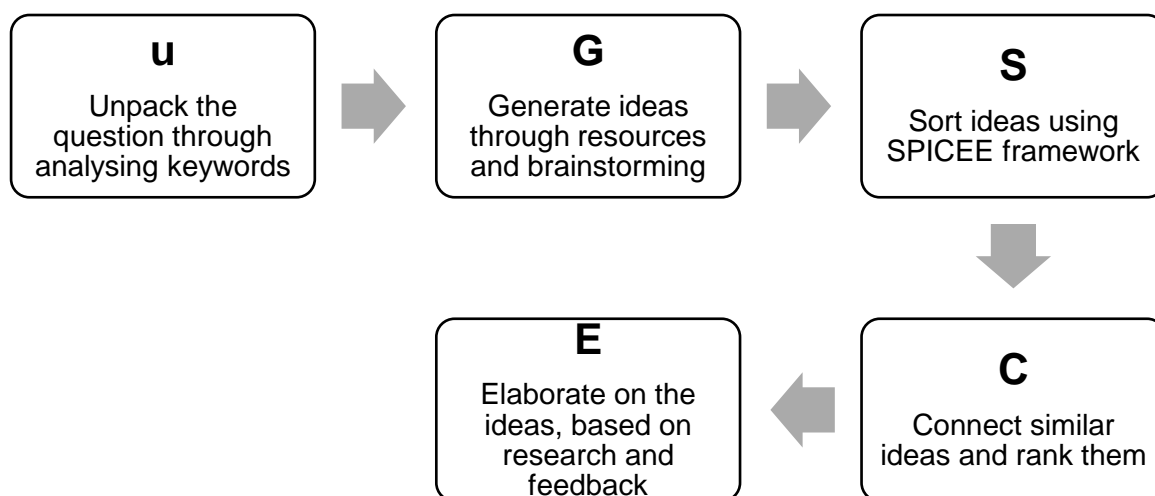 u
Unpack the
question through
analysing keywords
G
Generate ideas
through resources
and brainstorming
S
Sort ideas using
SPICEE framework
C
Connect similar
ideas and rank them
E
Elaborate on the
ideas, based on
research and
feedback